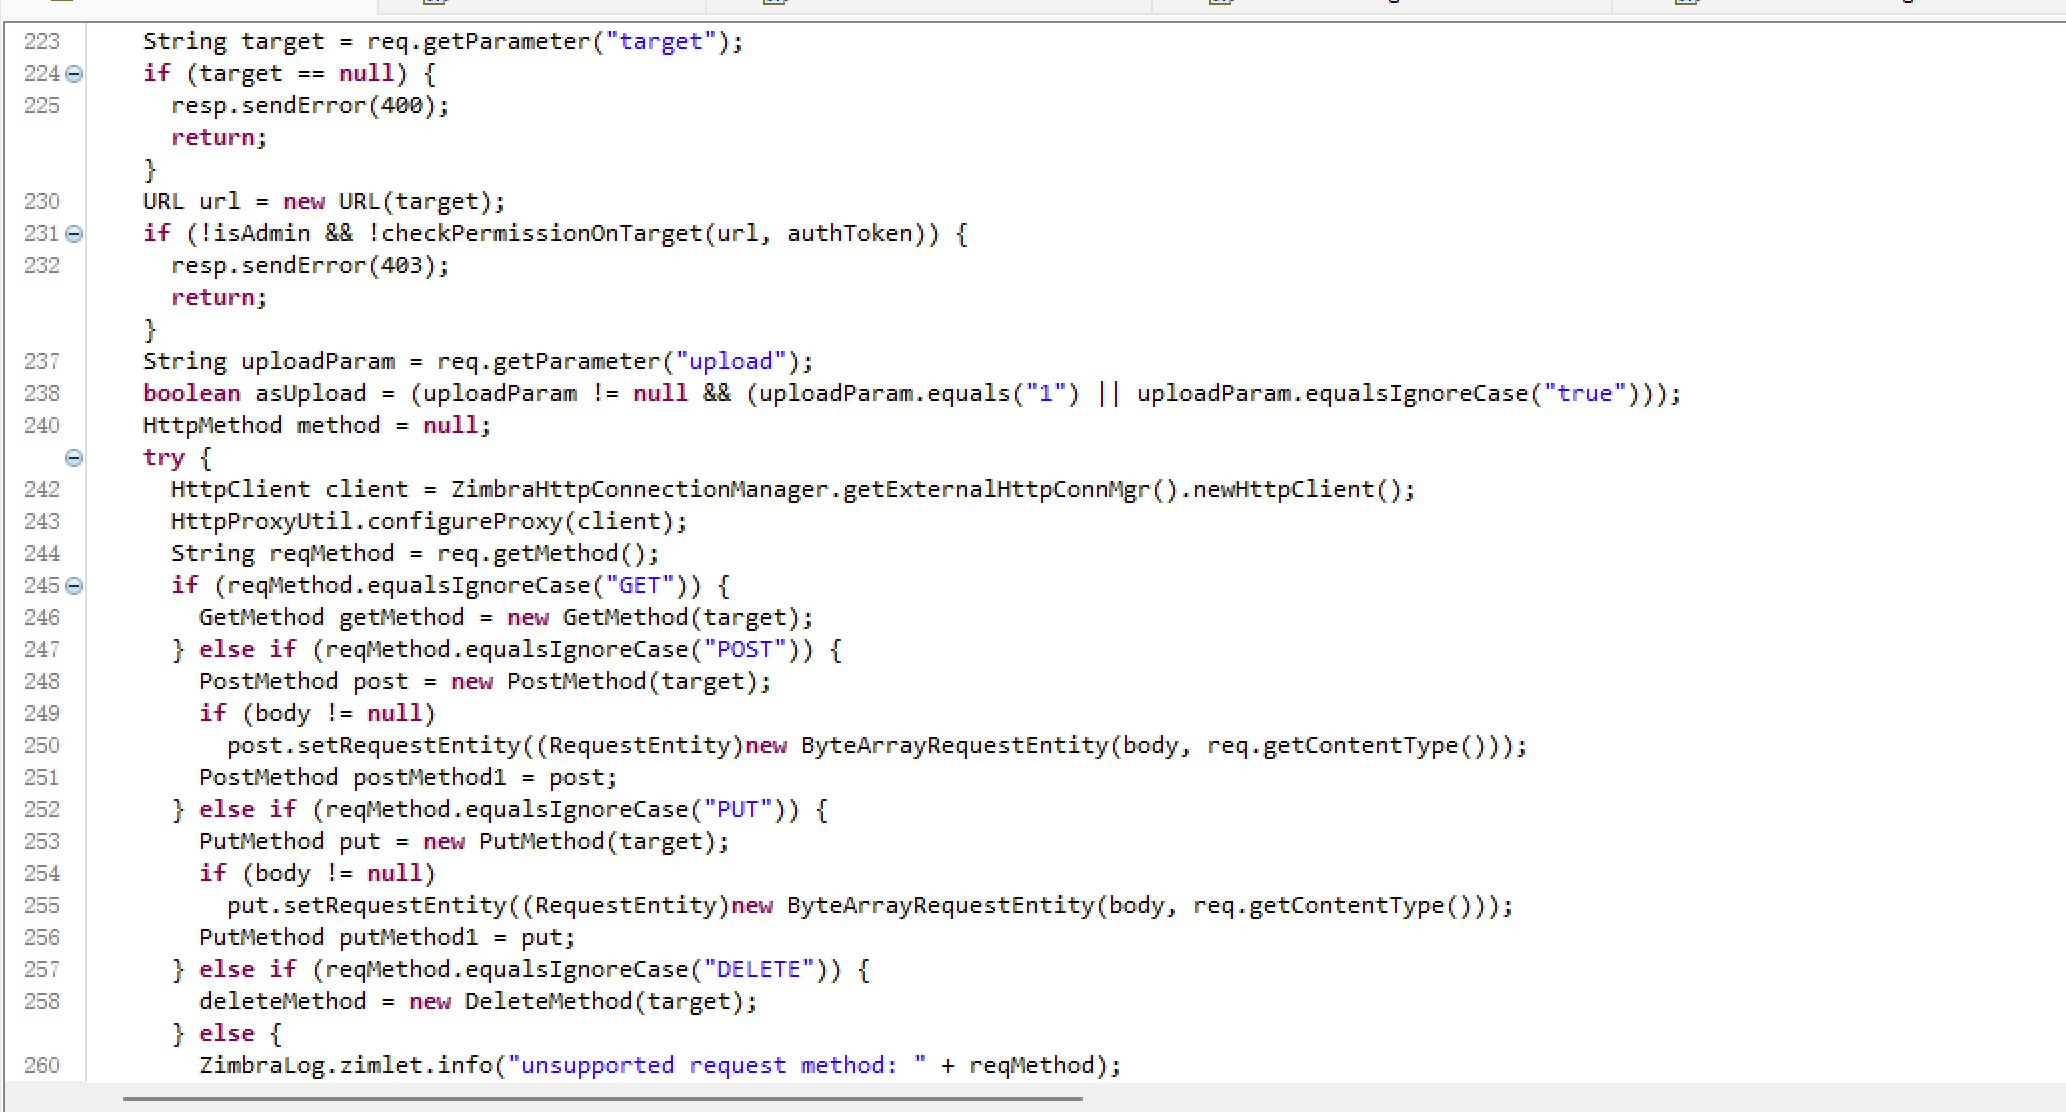 223 String target = req.getParameter("target");
224 if (target == null) {
225 resp.sendError(400);
return;
}
230 URL url = new URL(target);
231 if (!isAdmin && !checkPermissionOnTarget(url, authToken)) {
232 resp.sendError(403);
return;
}
237 String uploadParam = req.getParameter("upload");
238 boolean asUpload = (uploadParam != null && (uploadParam.equals("1") || uploadParam.equalsIgnoreCase("true")));
240 HttpMethod method = null;
try {
242 HttpClient client = ZimbraHttpConnectionManager.getExternalHttpConnMgr().newHttpClient();
243 HttpProxyUtil.configureProxy(client);
244 String reqMethod = req.getMethod();
245 if (reqMethod.equalsIgnoreCase("GET")) {
246 GetMethod getMethod = new GetMethod(target);
247 } else if (reqMethod.equalsIgnoreCase("POST")) {
248 PostMethod post = new PostMethod(target);
249 if (body != null)
250 post.setRequestEntity((RequestEntity)new ByteArrayRequestEntity(body, req.getContentType()));
251 PostMethod postMethod1 = post;
252 } else if (reqMethod.equalsIgnoreCase("PUT")) {
253 PutMethod put = new PutMethod(target);
254 if (body != null)
255 put.setRequestEntity((RequestEntity)new ByteArrayRequestEntity(body, req.getContentType()));
256 PutMethod putMethod1 = put;
257 } else if (reqMethod.equalsIgnoreCase("DELETE")) {
258 deleteMethod = new DeleteMethod(target);
} else {
260 ZimbraLog.zimlet.info("unsupported request method: " + reqMethod);